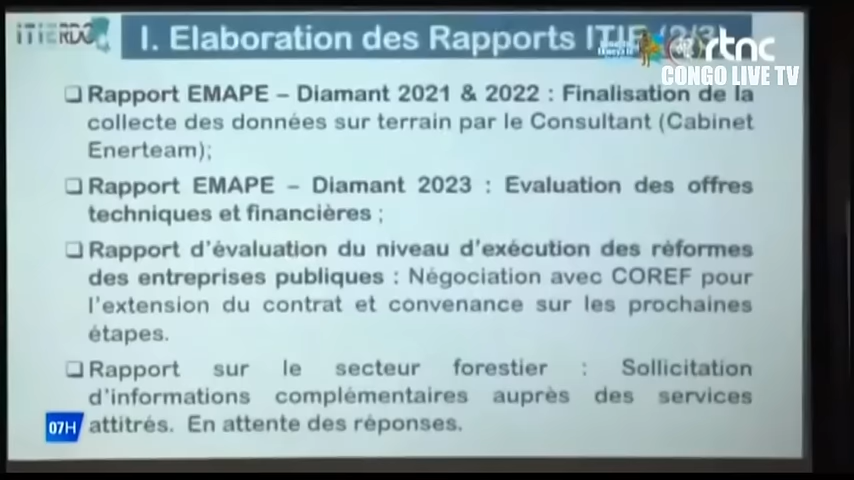 ITIERDC
I. Elaboration des Rapports ITIE (2/3)
rtnc
CONGO LIVE TV
❑ Rapport EMAPE – Diamant 2021 & 2022 : Finalisation de la
collecte des données sur terrain par le Consultant (Cabinet
Enerteam);
❑ Rapport EMAPE – Diamant 2023 : Evaluation des offres
techniques et financières ;
❑ Rapport d’évaluation du niveau d’exécution des réformes
des entreprises publiques : Négociation avec COREF pour
l’extension du contrat et convenance sur les prochaines
étapes.
❑ Rapport sur le secteur forestier : Sollicitation
d’informations complémentaires auprès des services
attitrés. En attente des réponses.
07H